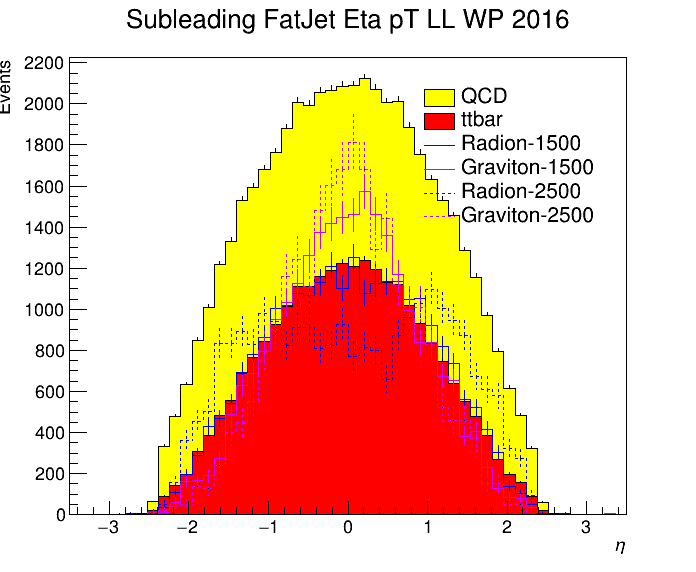 Subleading FatJet Eta pT LL WP 2016
Events
2200
2000
1800
1600
1400
1200
1000
800
600
400
200
0
QCD
ttbar
Radion-1500
Graviton-1500
Radion-2500
Graviton-2500
−3 −2 −1 0 1 2 3
η